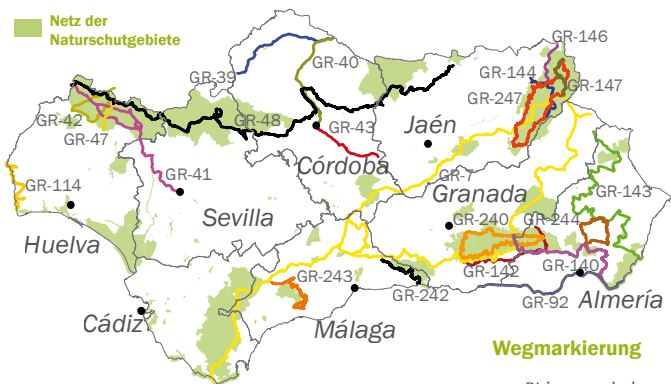 Netz der
Naturschutgebiete
GR-146
GR-40
GR-39
GR-144
GR-147
GR-247
GR-42
GR-48
GR-43
GR-47
Jaén
Córdoba
GR-41
GR-7
GR-114
Granada
GR-143
Sevilla
GR-240
GR-244
Huelva
GR-243
GR-142
GR-140
GR-242
GR-92
Almería
Cádiz
Málaga
Wegmarkierung